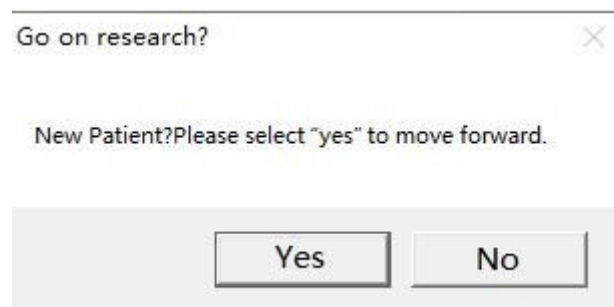 Go on research?
New Patient?Please select “yes” to move forward.
Yes No